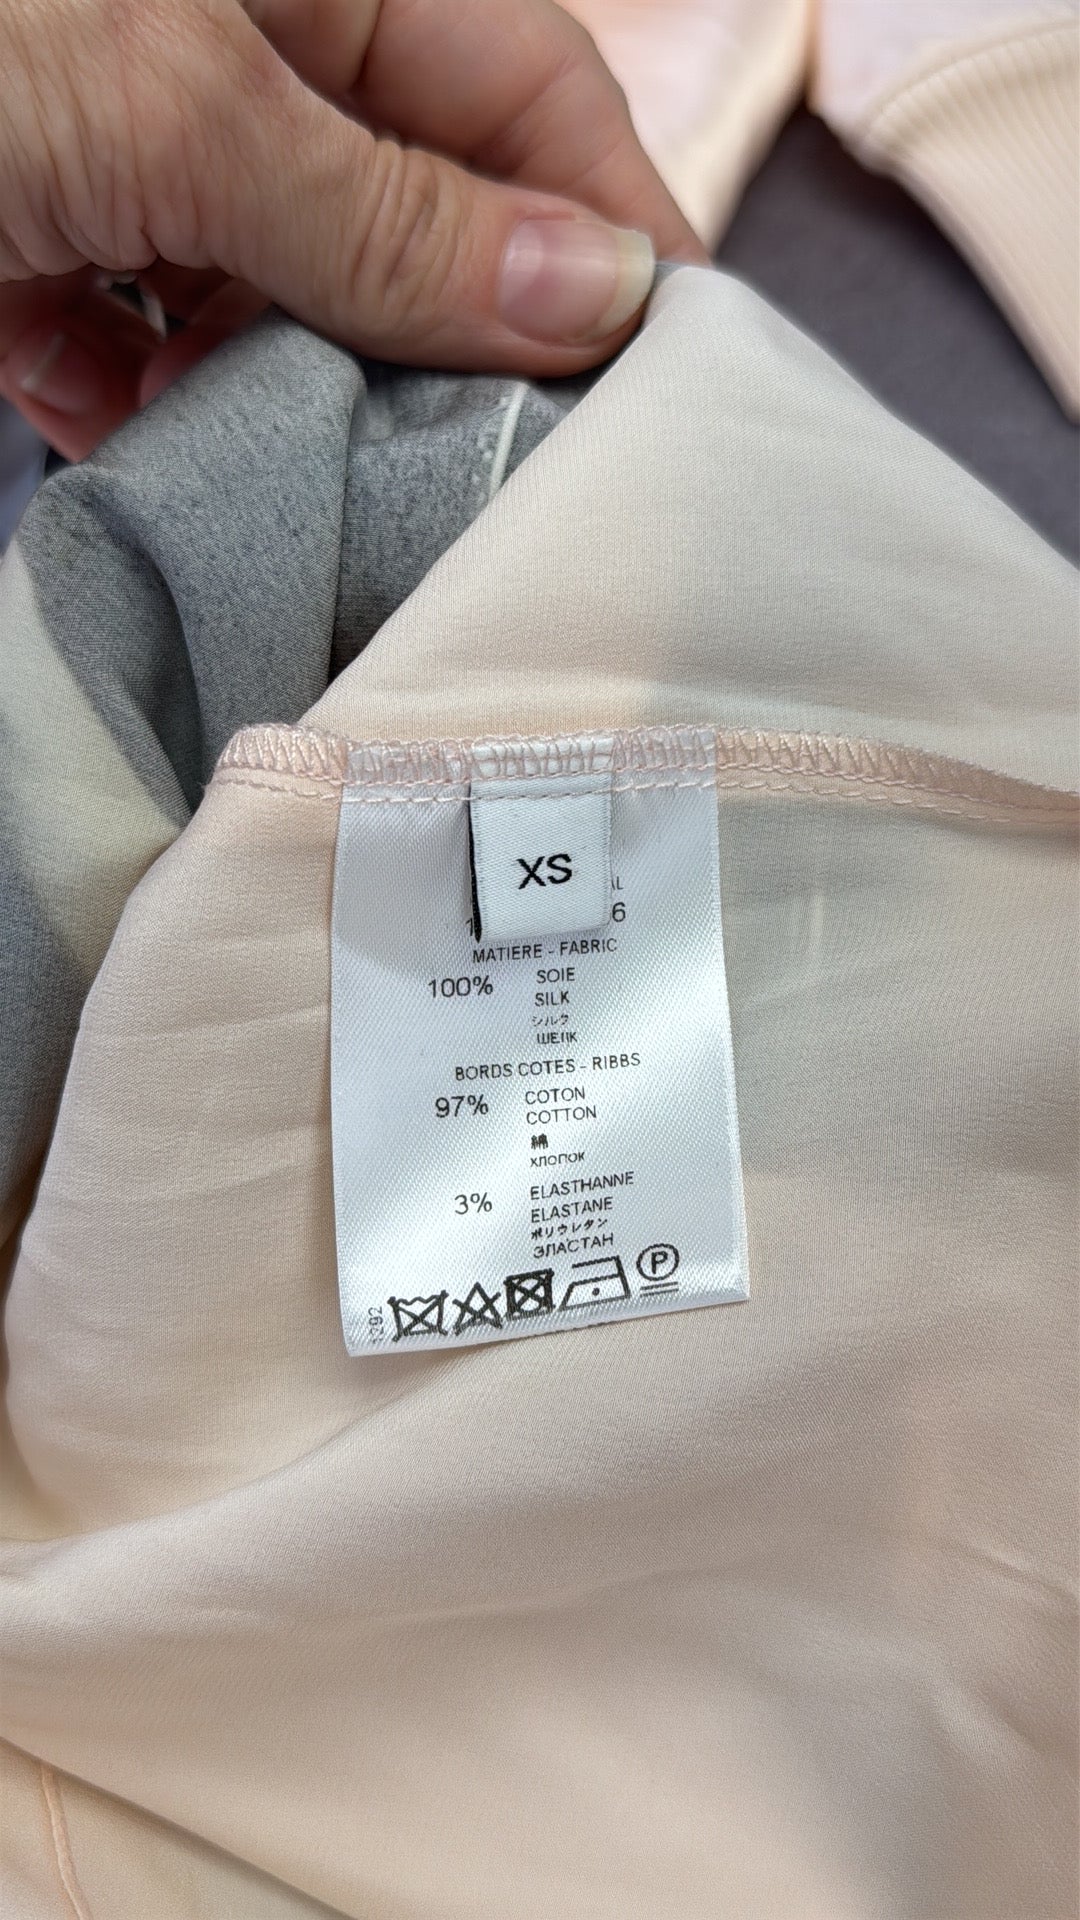 XS
MATIERE - FABRIC
100% SOIE
SILK
シルク
ШЕЛК
BORDS COTES - RIBBS
97% COTON
COTTON
綿
ХЛОПОК
3% ELASTHANNE
ELASTANE
ポリウレタン
ЭЛАСТАН
P
1292